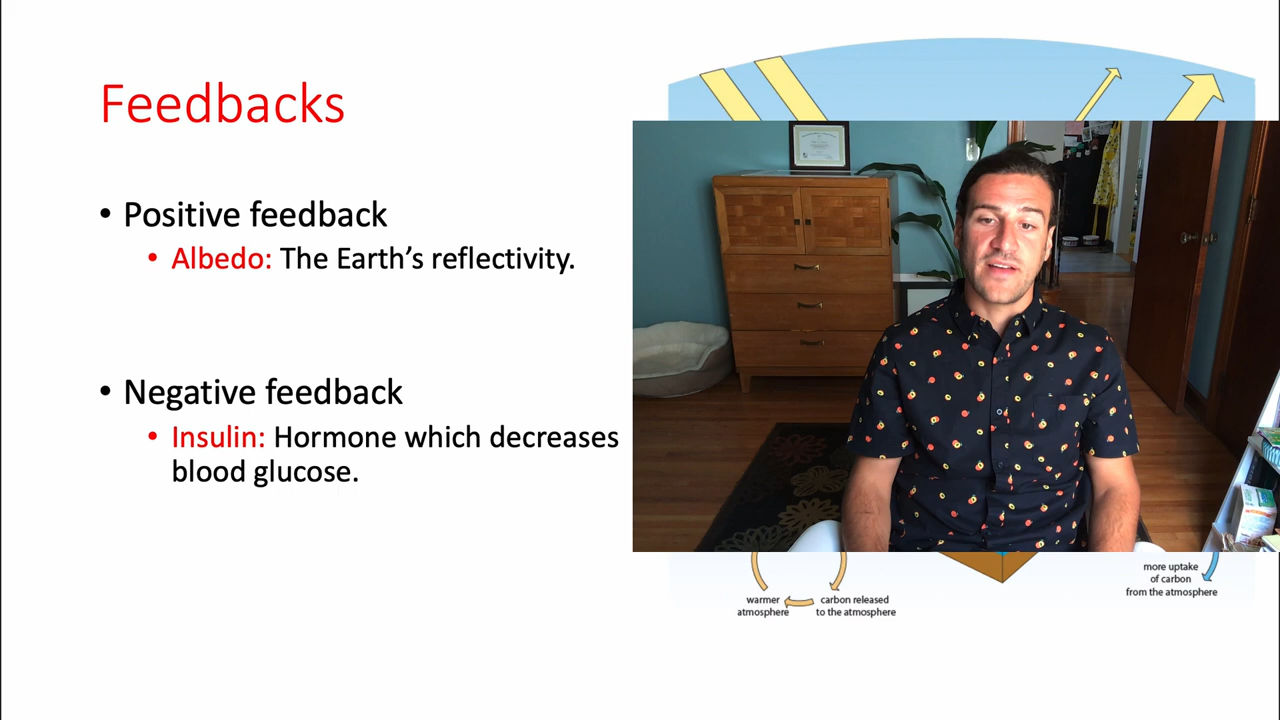 Feedbacks
• Positive feedback
• Albedo: The Earth’s reflectivity.
• Negative feedback
• Insulin: Hormone which decreases
blood glucose.
warmer
atmosphere
carbon released
to the atmosphere
more uptake
of carbon
from the atmosphere